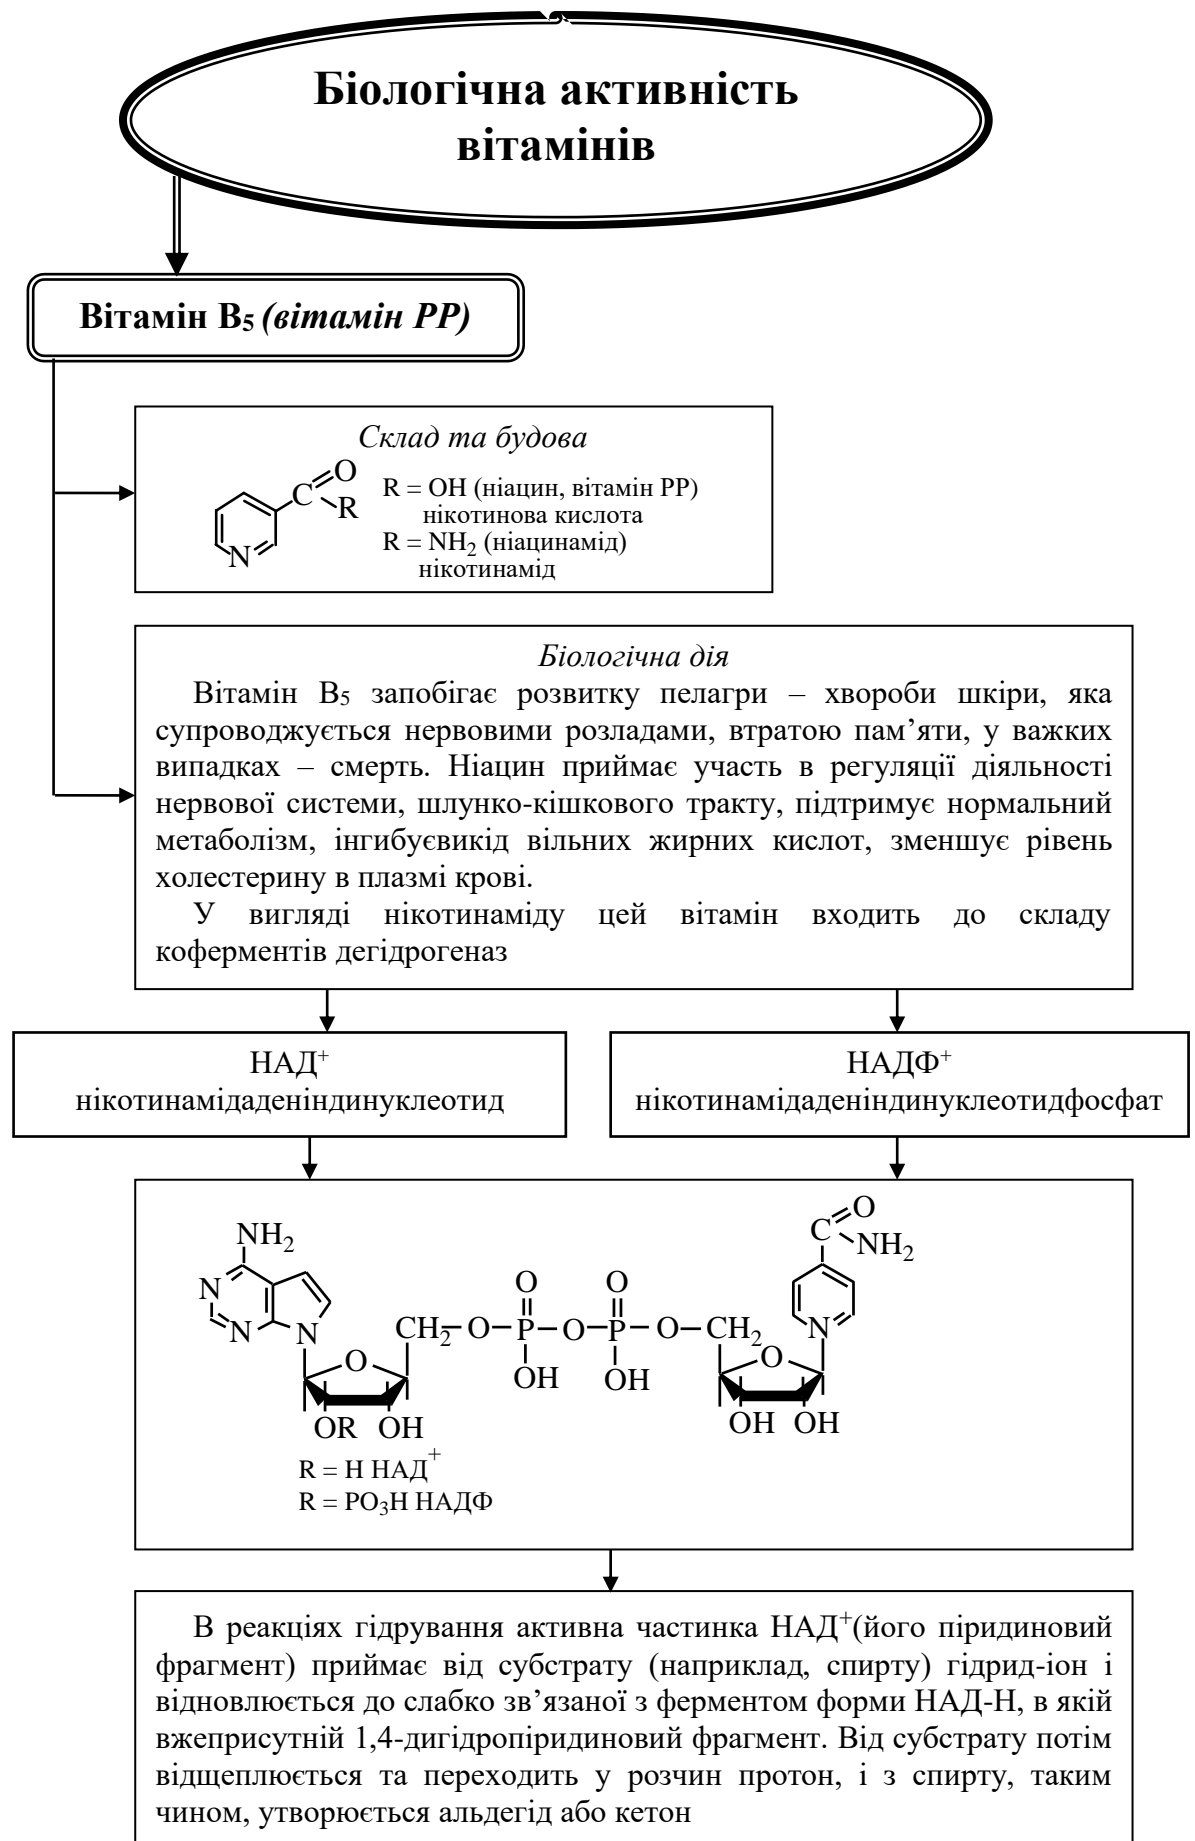 Біологічна активність
вітамінів
Вітамін В₅ (вітамін РР)
Склад та будова
O
C
R
N
R = OH (ніацин, вітамін PP)
нікотинова кислота
R = NH₂ (ніацинамід)
нікотинамід
Біологічна дія
Вітамін В₅ запобігає розвитку пелагри – хвороби шкіри, яка
супроводжується нервовими розладами, втратою пам’яти, у важких
випадках – смерть. Ніацин приймає участь в регуляції діяльності
нервової системи, шлунко-кішкового тракту, підтримує нормальний
метаболізм, інгибуєвикід вільних жирних кислот, зменшує рівень
холестерину в плазмі крові.
У вигляді нікотинаміду цей вітамін входить до складу
коферментів дегідрогеназ
НАД⁺
нікотинамідаденіндинуклеотид
НАДФ⁺
нікотинамідаденіндинуклеотидфосфат
NH₂
N
N
N
O
C
NH₂
N
O O
CH₂–O–P–O–P–O–CH₂
OH OH
O
O
OR OH
OH OH
R = H НАД⁺
R = PO₃H НАДФ
В реакціях гідрування активна частинка НАД⁺(його піридиновий
фрагмент) приймає від субстрату (наприклад, спирту) гідрид-іон і
відновлюється до слабко зв’язаної з ферментом форми НАД-Н, в якій
вжеприсутній 1,4-дигідропіридиновий фрагмент. Від субстрату потім
відщеплюється та переходить у розчин протон, і з спирту, таким
чином, утворюється альдегід або кетон